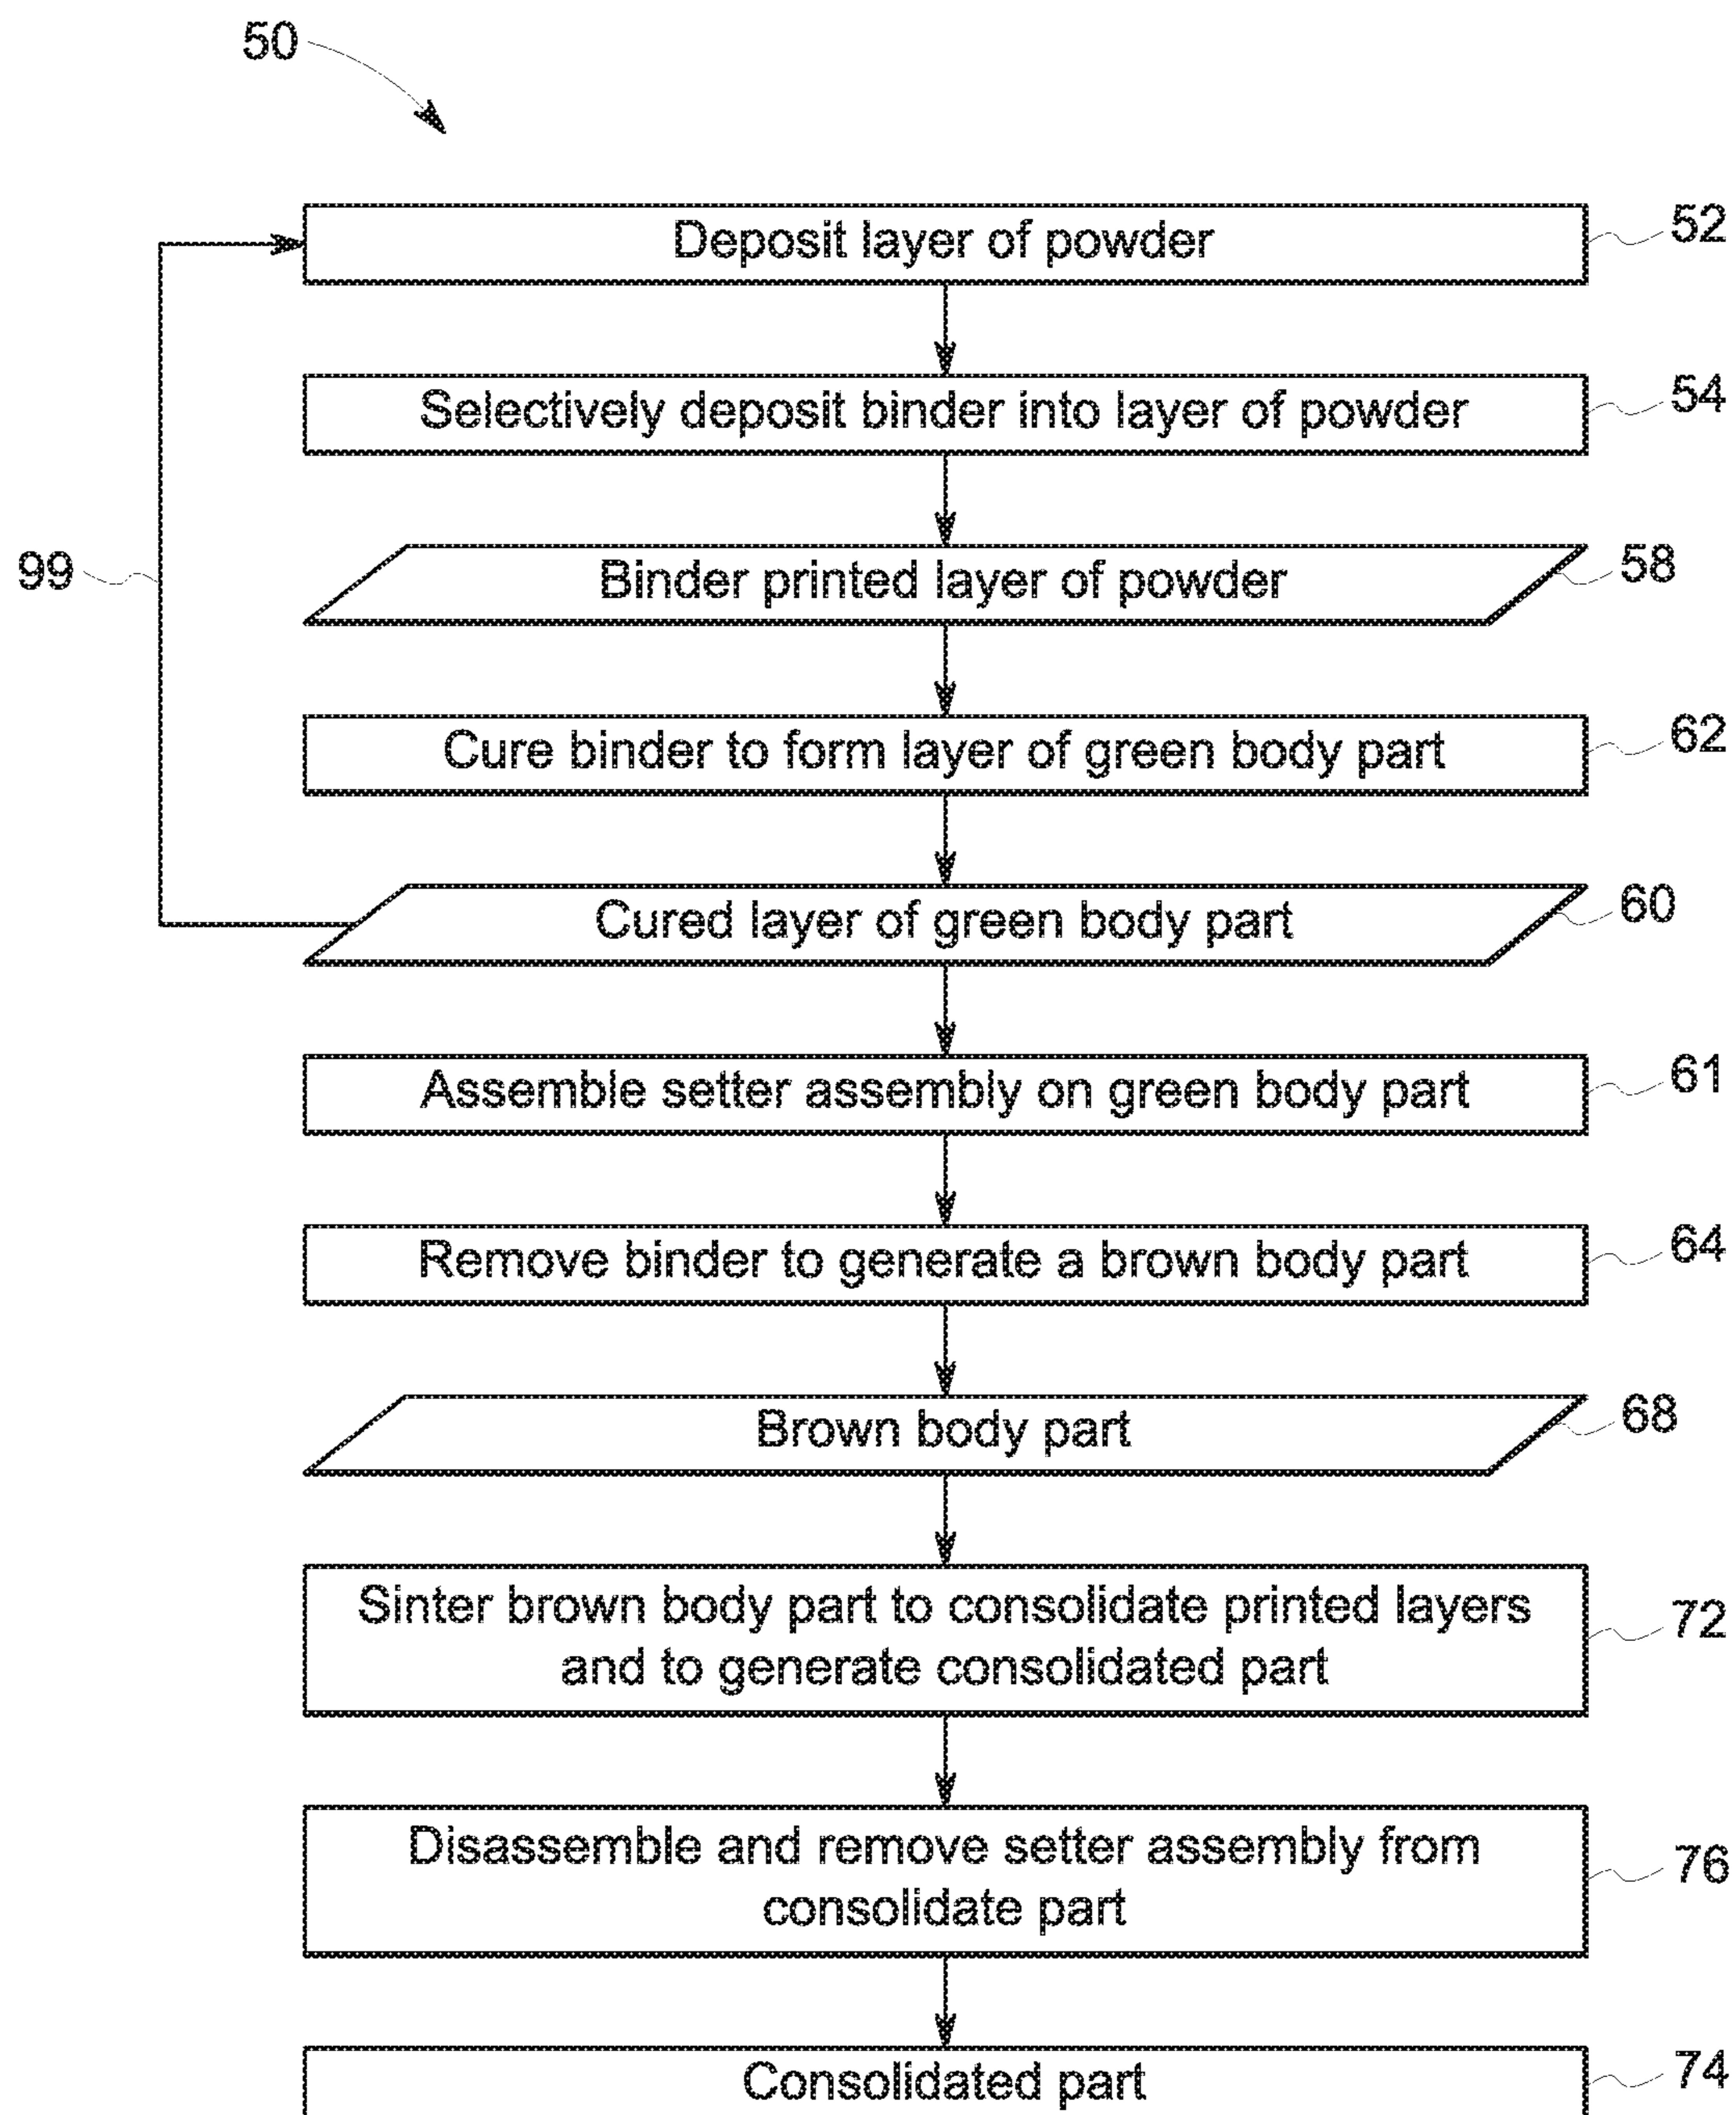 50
Deposit layer of powder
52
Selectively deposit binder into layer of powder
54
Binder printed layer of powder
58
99
Cure binder to form layer of green body part
62
Cured layer of green body part
60
Assemble setter assembly on green body part
61
Remove binder to generate a brown body part
64
Brown body part
68
Sinter brown body part to consolidate printed layers
and to generate consolidated part
72
Disassemble and remove setter assembly from
consolidate part
76
Consolidated part
74